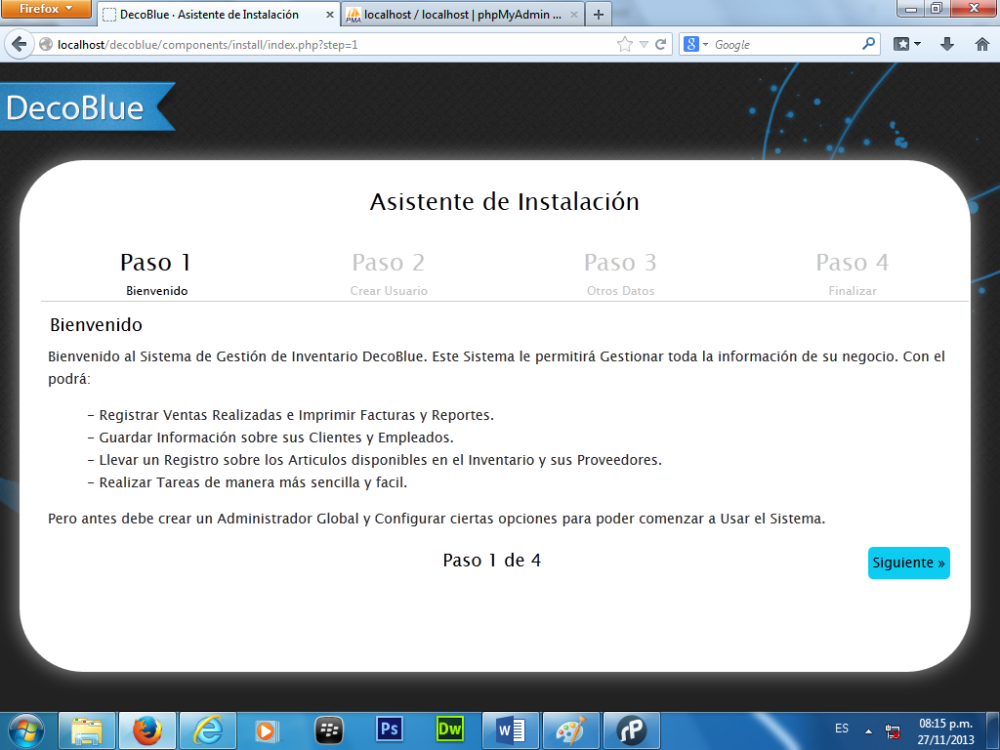 Firefox
DecoBlue · Asistente de Instalación
localhost / localhost | phpMyAdmin ...
localhost/decoblue/components/install/index.php?step=1
Google
DecoBlue
Asistente de Instalación
Paso 1
Bienvenido
Paso 2
Crear Usuario
Paso 3
Otros Datos
Paso 4
Finalizar
Bienvenido
Bienvenido al Sistema de Gestión de Inventario DecoBlue. Este Sistema le permitirá Gestionar toda la información de su negocio. Con el
podrá:
- Registrar Ventas Realizadas e Imprimir Facturas y Reportes.
- Guardar Información sobre sus Clientes y Empleados.
- Llevar un Registro sobre los Articulos disponibles en el Inventario y sus Proveedores.
- Realizar Tareas de manera más sencilla y facil.
Pero antes debe crear un Administrador Global y Configurar ciertas opciones para poder comenzar a Usar el Sistema.
Paso 1 de 4
Siguiente »
Ps
Dw
W
rP
ES
08:15 p.m.
27/11/2013